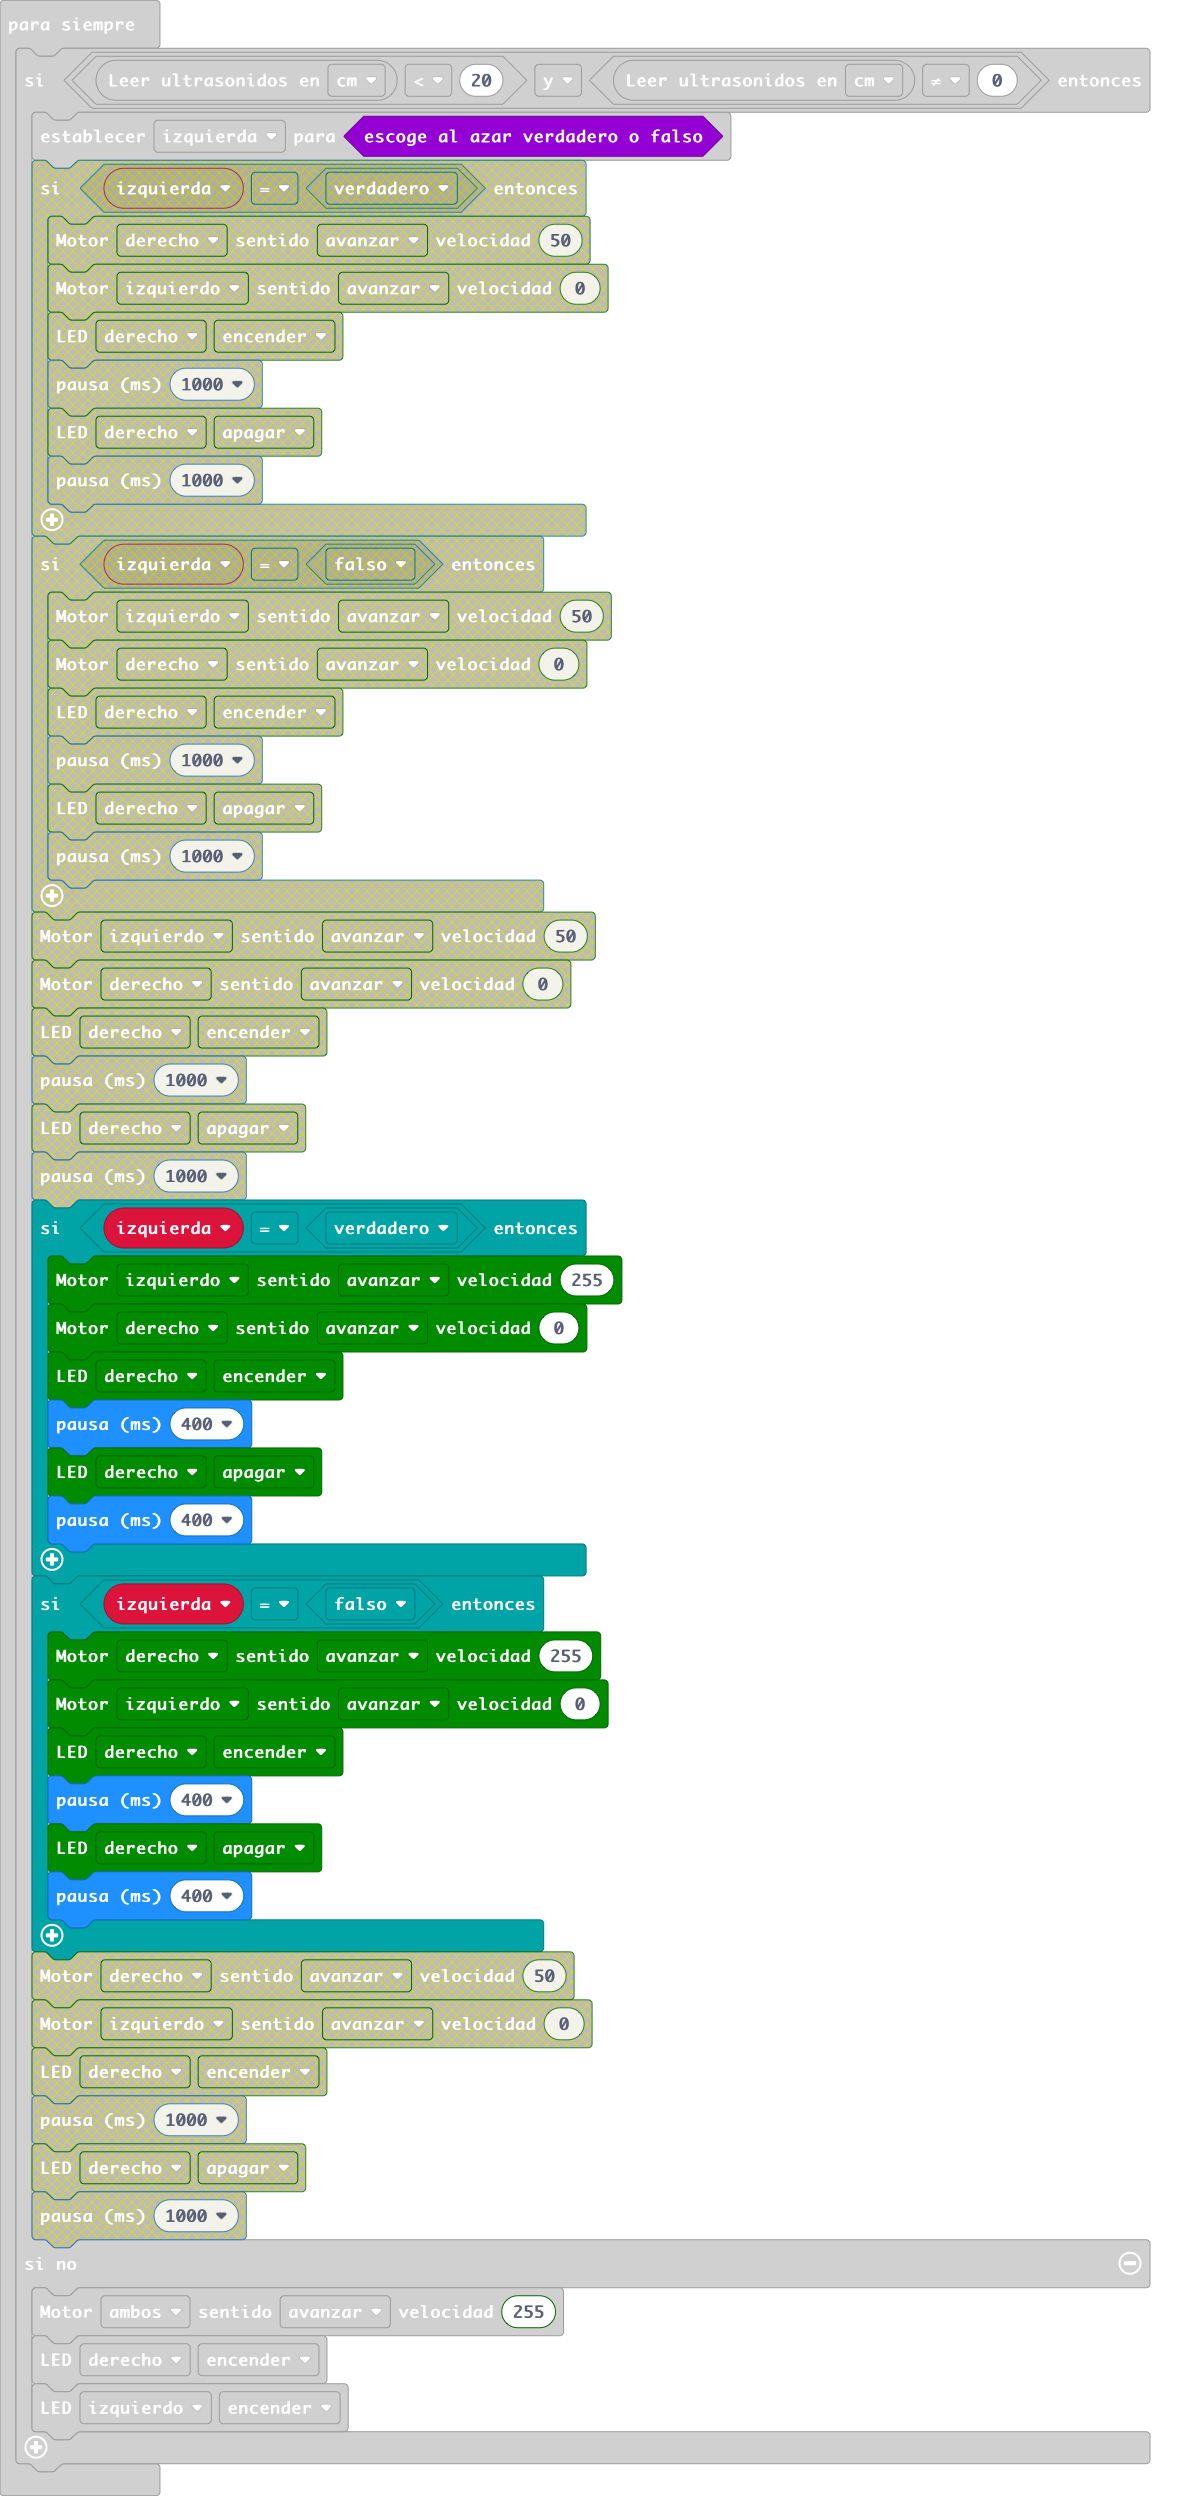 para siempre
si Leer ultrasonidos en cm < 20 y Leer ultrasonidos en cm ≠ 0 entonces
establecer izquierda para escoge al azar verdadero o falso
si izquierda = verdadero entonces
Motor derecho sentido avanzar velocidad 50
Motor izquierdo sentido avanzar velocidad 0
LED derecho encender
pausa (ms) 1000
LED derecho apagar
pausa (ms) 1000
si izquierda = falso entonces
Motor izquierdo sentido avanzar velocidad 50
Motor derecho sentido avanzar velocidad 0
LED derecho encender
pausa (ms) 1000
LED derecho apagar
pausa (ms) 1000
Motor izquierdo sentido avanzar velocidad 50
Motor derecho sentido avanzar velocidad 0
LED derecho encender
pausa (ms) 1000
LED derecho apagar
pausa (ms) 1000
si izquierda = verdadero entonces
Motor izquierdo sentido avanzar velocidad 255
Motor derecho sentido avanzar velocidad 0
LED derecho encender
pausa (ms) 400
LED derecho apagar
pausa (ms) 400
si izquierda = falso entonces
Motor derecho sentido avanzar velocidad 255
Motor izquierdo sentido avanzar velocidad 0
LED derecho encender
pausa (ms) 400
LED derecho apagar
pausa (ms) 400
Motor derecho sentido avanzar velocidad 50
Motor izquierdo sentido avanzar velocidad 0
LED derecho encender
pausa (ms) 1000
LED derecho apagar
pausa (ms) 1000
si no
Motor ambos sentido avanzar velocidad 255
LED derecho encender
LED izquierdo encender